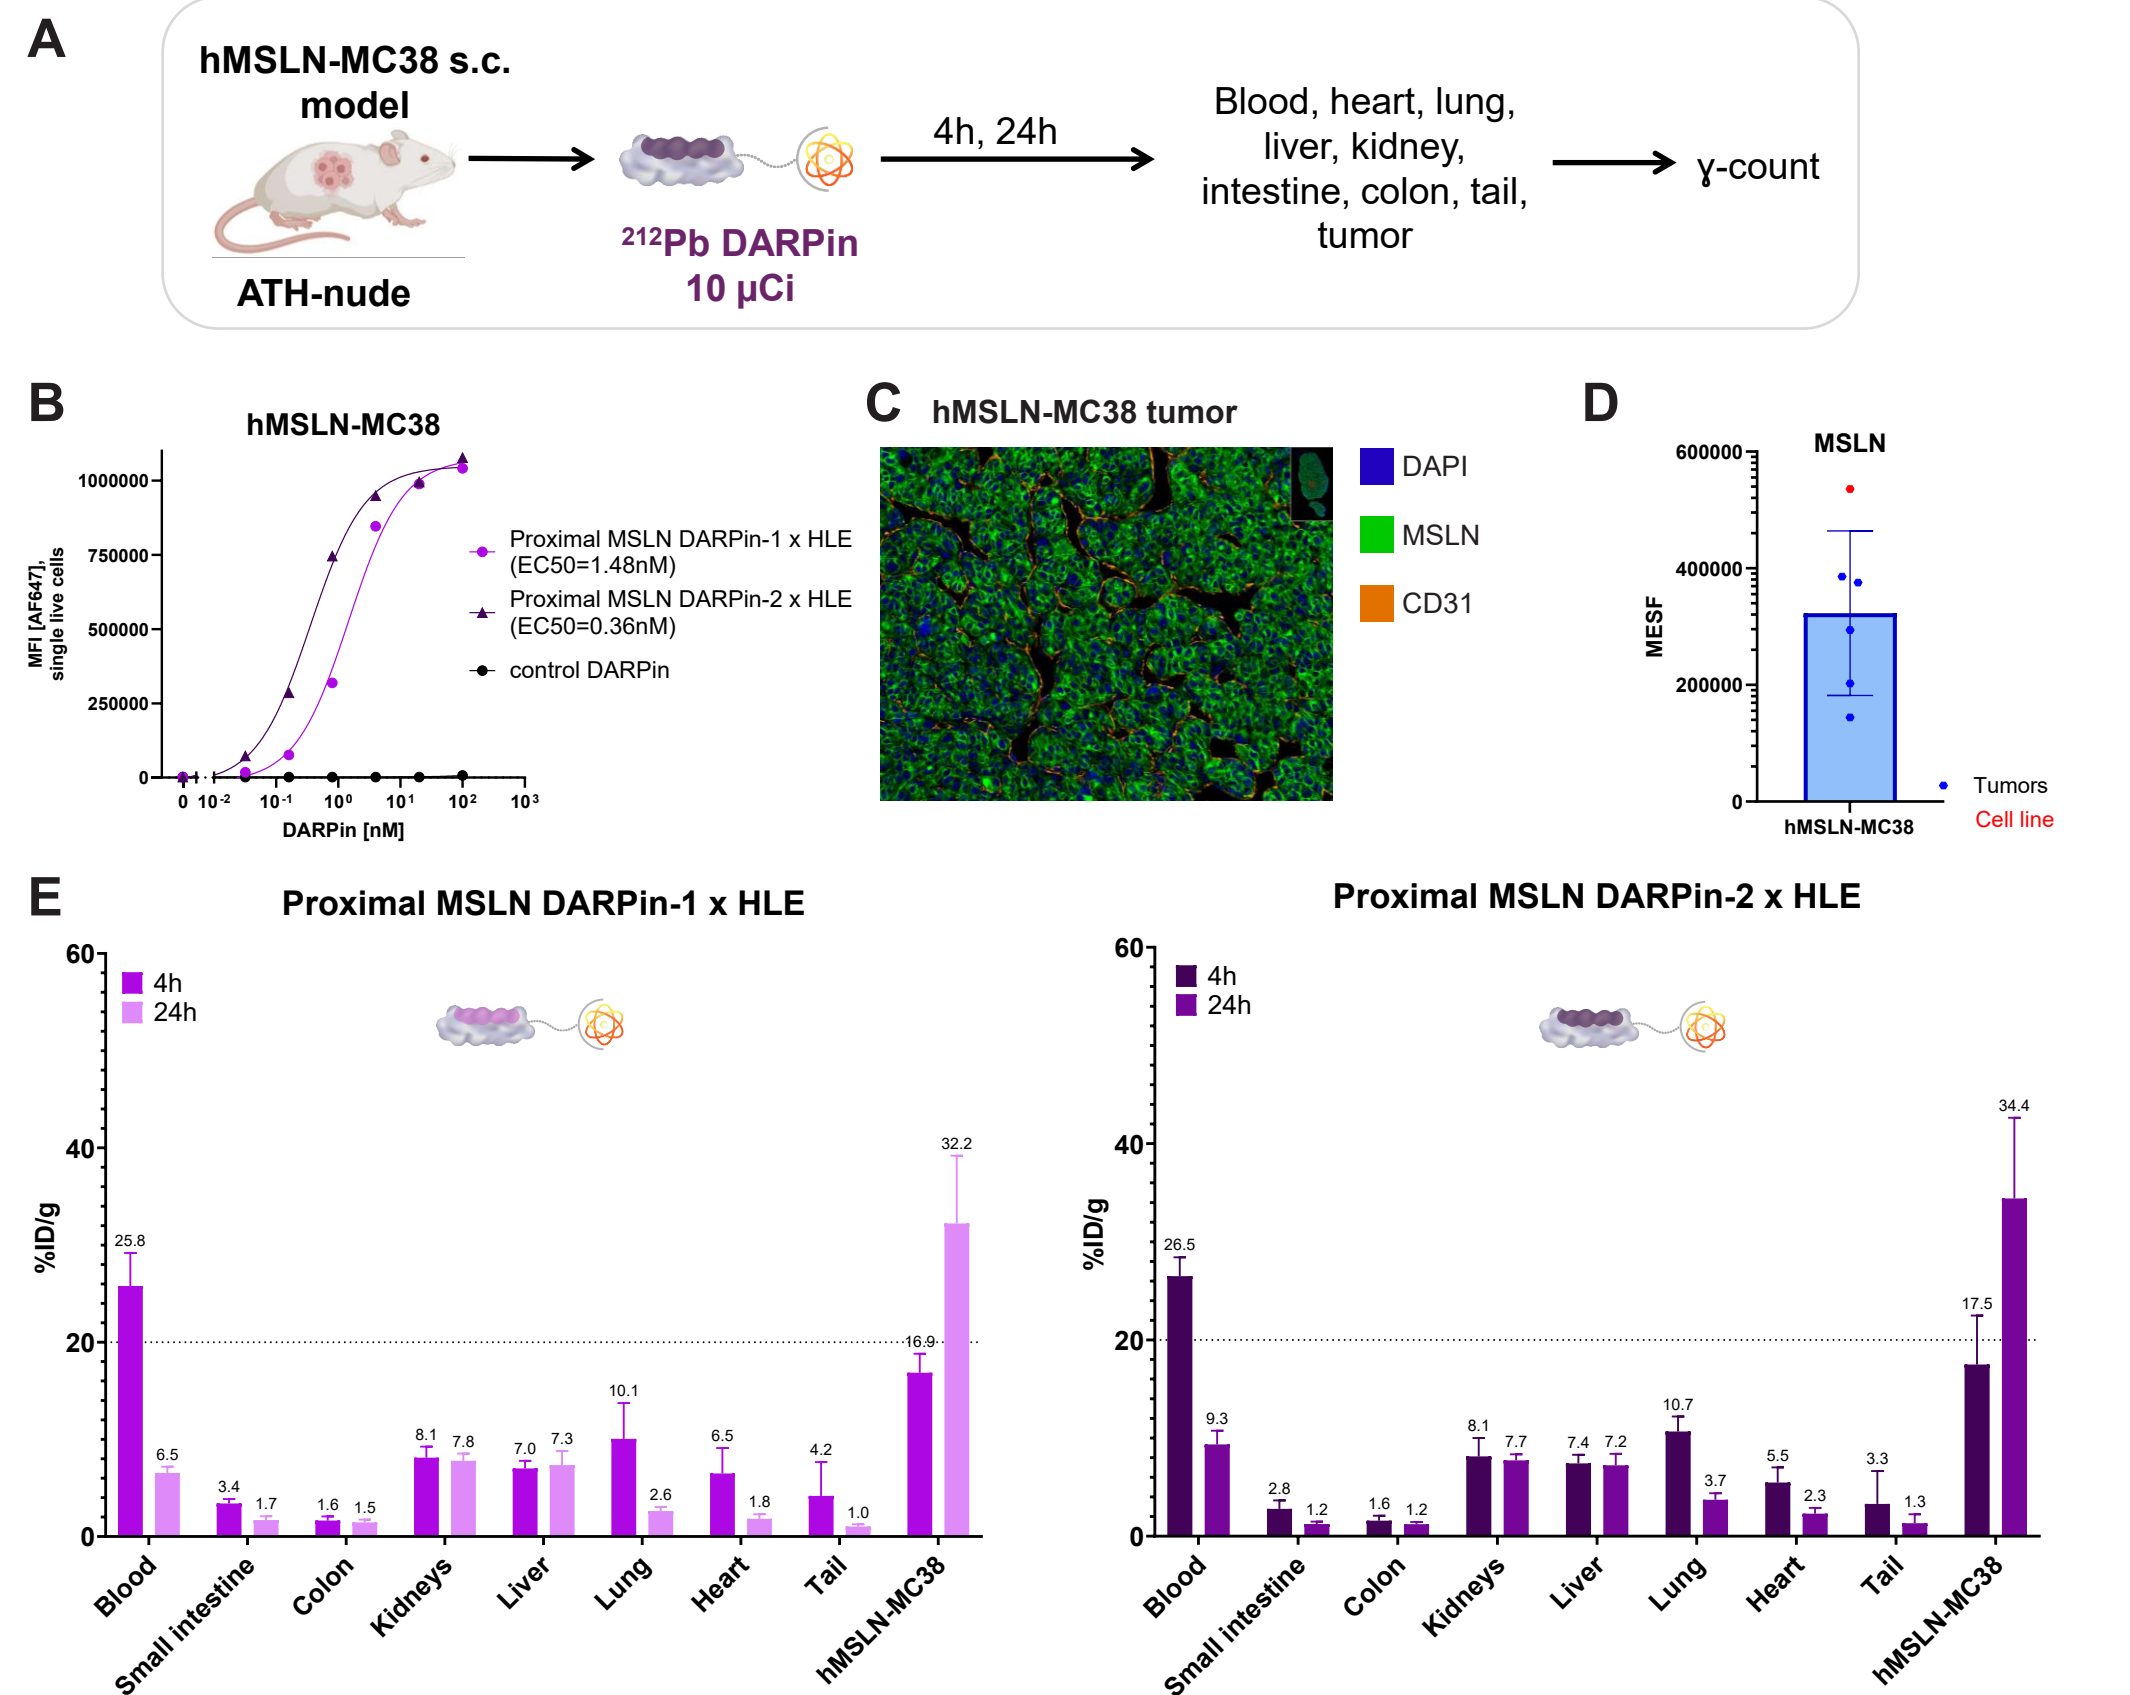 A
hMSLN-MC38 s.c.
model
ATH-nude
212Pb DARPin
10 µCi
4h, 24h
Blood, heart, lung,
liver, kidney,
intestine, colon, tail,
tumor
ɣ-count
B
hMSLN-MC38
MFI [AF647],
single live cells
1000000
750000
500000
250000
0
0 10-2 10-1 100 101 102 103
DARPin [nM]
Proximal MSLN DARPin-1 x HLE
(EC50=1.48nM)
Proximal MSLN DARPin-2 x HLE
(EC50=0.36nM)
control DARPin
C
hMSLN-MC38 tumor
DAPI
MSLN
CD31
D
MSLN
MESF
600000
400000
200000
0
hMSLN-MC38
Tumors
Cell line
E
Proximal MSLN DARPin-1 x HLE
4h
24h
%ID/g
60
40
20
0
25.8
6.5
3.4
1.7
1.6
1.5
8.1
7.8
7.0
7.3
10.1
2.6
6.5
1.8
4.2
1.0
16.9
32.2
Blood
Small intestine
Colon
Kidneys
Liver
Lung
Heart
Tail
hMSLN-MC38
Proximal MSLN DARPin-2 x HLE
4h
24h
%ID/g
60
40
20
0
26.5
9.3
2.8
1.2
1.6
1.2
8.1
7.7
7.4
7.2
10.7
3.7
5.5
2.3
3.3
1.3
17.5
34.4
Blood
Small intestine
Colon
Kidneys
Liver
Lung
Heart
Tail
hMSLN-MC38